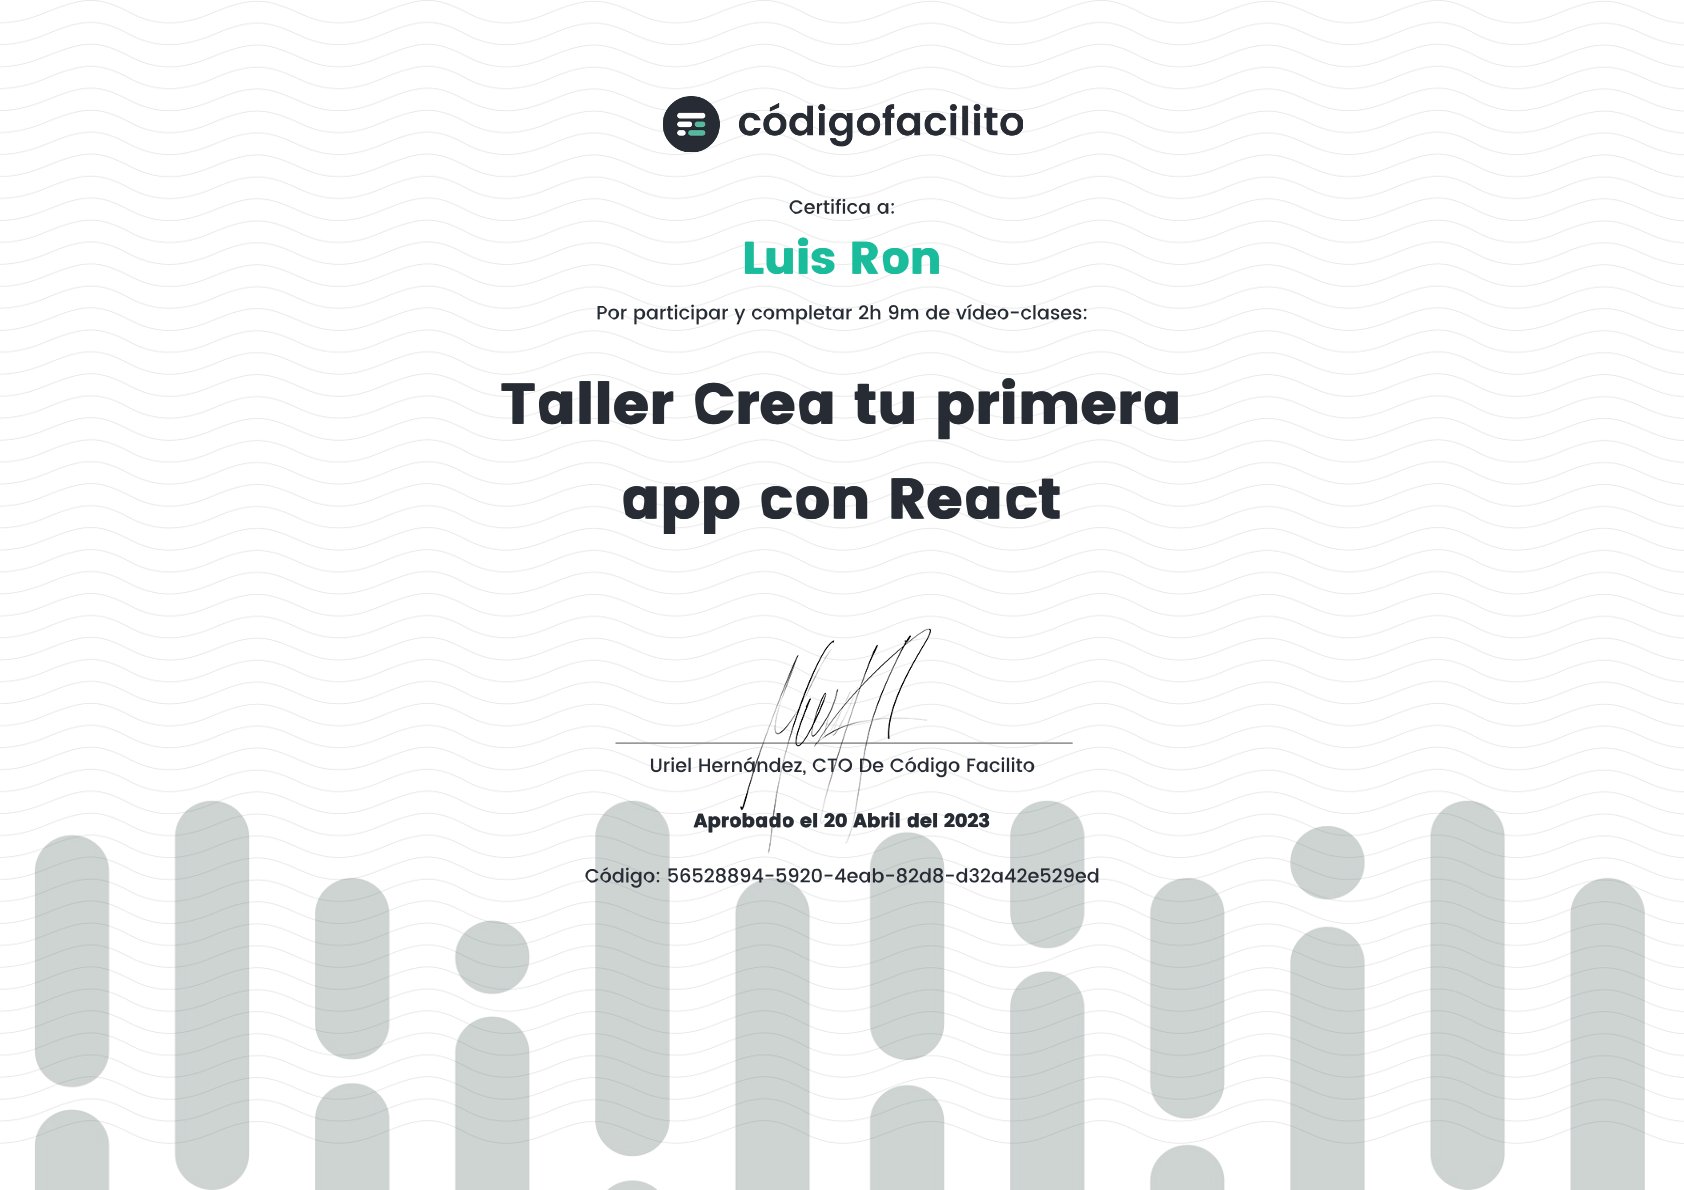 códigofacilito
Certifica a:
Luis Ron
Por participar y completar 2h 9m de vídeo-clases:
Taller Crea tu primera
app con React
Uriel Hernández, CTO De Código Facilito
Aprobado el 20 Abril del 2023
Código: 56528894-5920-4eab-82d8-d32a42e529ed